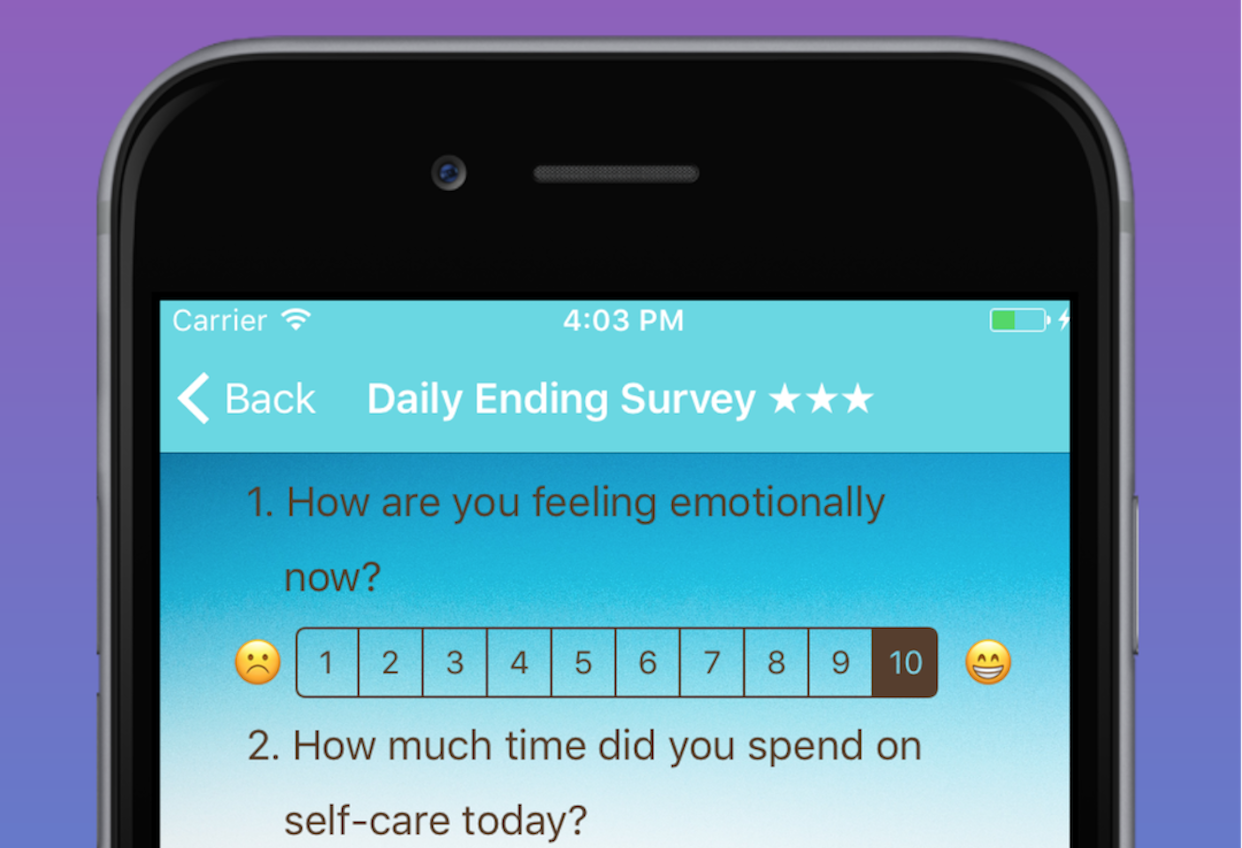 Carrier 4:03 PM
Back Daily Ending Survey ★★★
1. How are you feeling emotionally
now?
1 2 3 4 5 6 7 8 9 10
2. How much time did you spend on
self-care today?